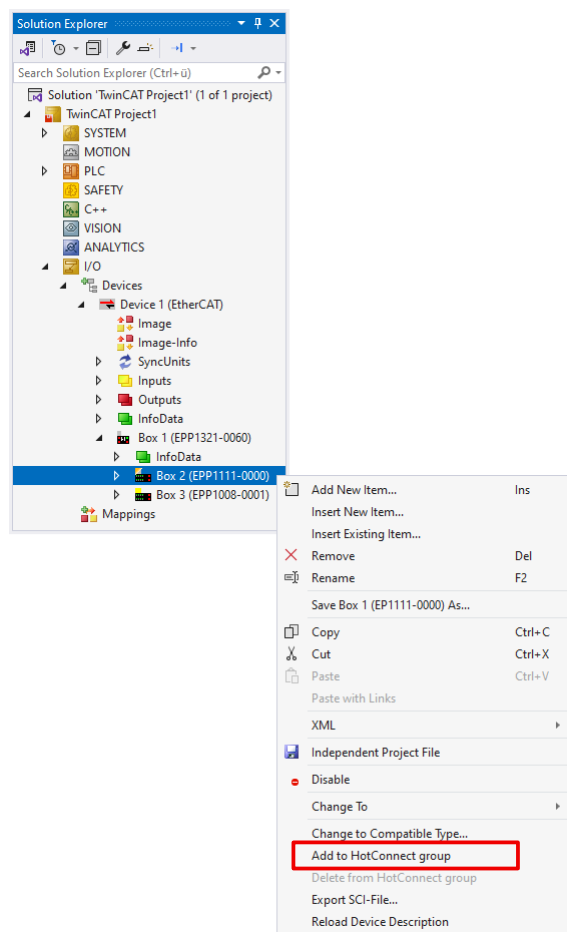 Solution Explorer
Search Solution Explorer (Ctrl+ü)
Solution 'TwinCAT Project1' (1 of 1 project)
TwinCAT Project1
SYSTEM
MOTION
PLC
SAFETY
C++
VISION
ANALYTICS
I/O
Devices
Device 1 (EtherCAT)
Image
Image-Info
SyncUnits
Inputs
Outputs
InfoData
Box 1 (EPP1321-0060)
InfoData
Box 2 (EPP1111-0000)
Box 3 (EPP1008-0001)
Mappings
Add New Item... Ins
Insert New Item...
Insert Existing Item...
Remove Del
Rename F2
Save Box 1 (EP1111-0000) As...
Copy Ctrl+C
Cut Ctrl+X
Paste Ctrl+V
Paste with Links
XML
Independent Project File
Disable
Change To
Change to Compatible Type...
Add to HotConnect group
Delete from HotConnect group
Export SCI-File...
Reload Device Description